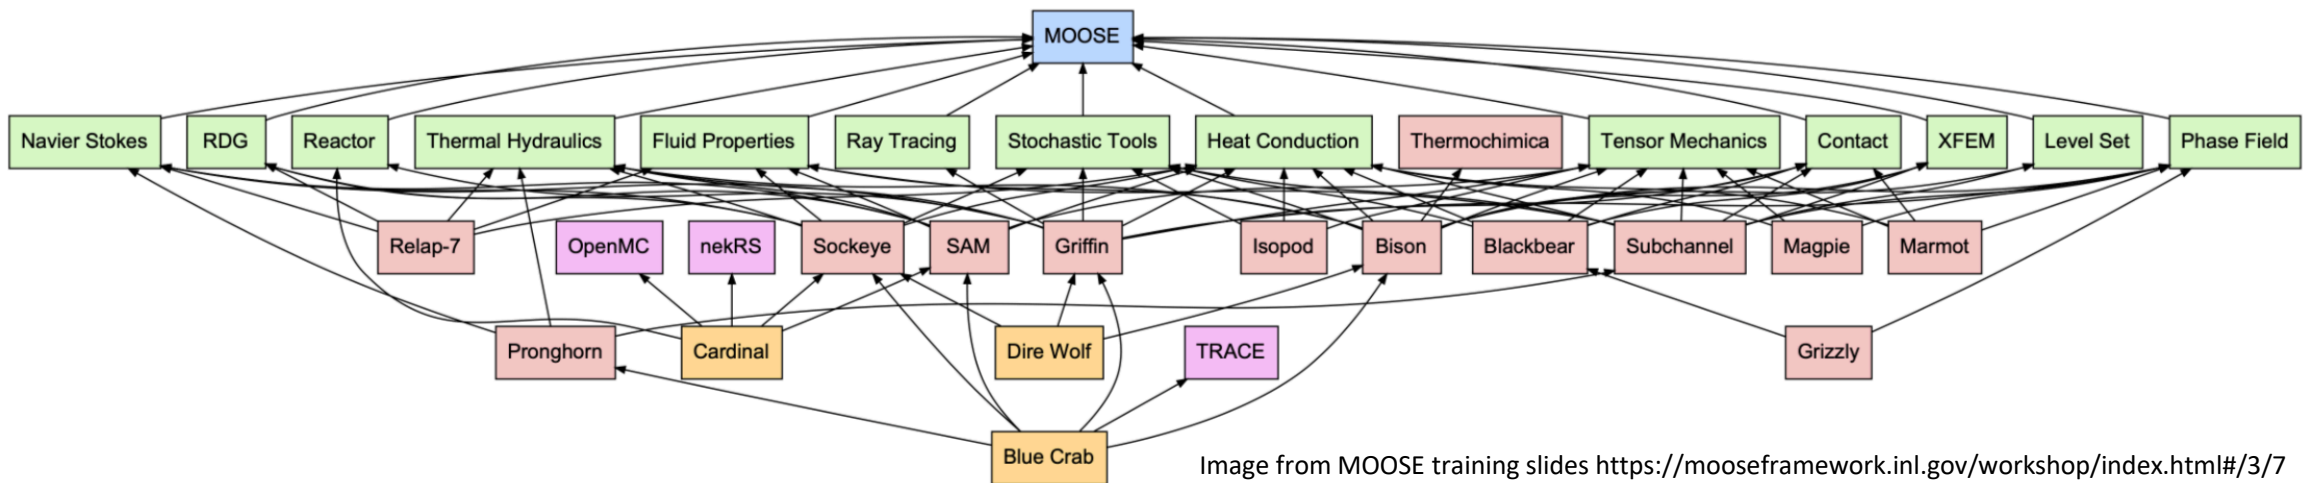 MOOSE
Navier Stokes
RDG
Reactor
Thermal Hydraulics
Fluid Properties
Ray Tracing
Stochastic Tools
Heat Conduction
Thermochimica
Tensor Mechanics
Contact
XFEM
Level Set
Phase Field
Relap-7
OpenMC
nekRS
Sockeye
SAM
Griffin
Isopod
Bison
Blackbear
Subchannel
Magpie
Marmot
Pronghorn
Cardinal
Dire Wolf
TRACE
Grizzly
Blue Crab
Image from MOOSE training slides https://mooseframework.inl.gov/workshop/index.html#/3/7